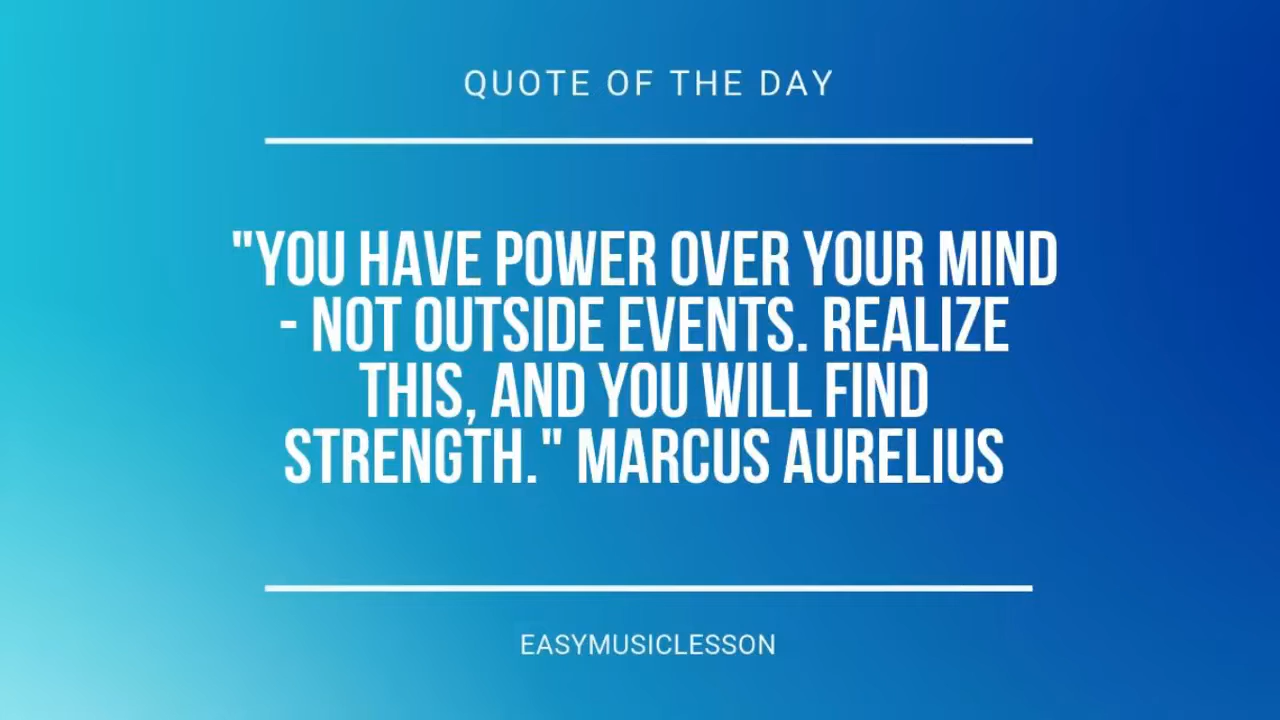 QUOTE OF THE DAY
"YOU HAVE POWER OVER YOUR MIND
- NOT OUTSIDE EVENTS. REALIZE
THIS, AND YOU WILL FIND
STRENGTH." MARCUS AURELIUS
EASYMUSICLESSON